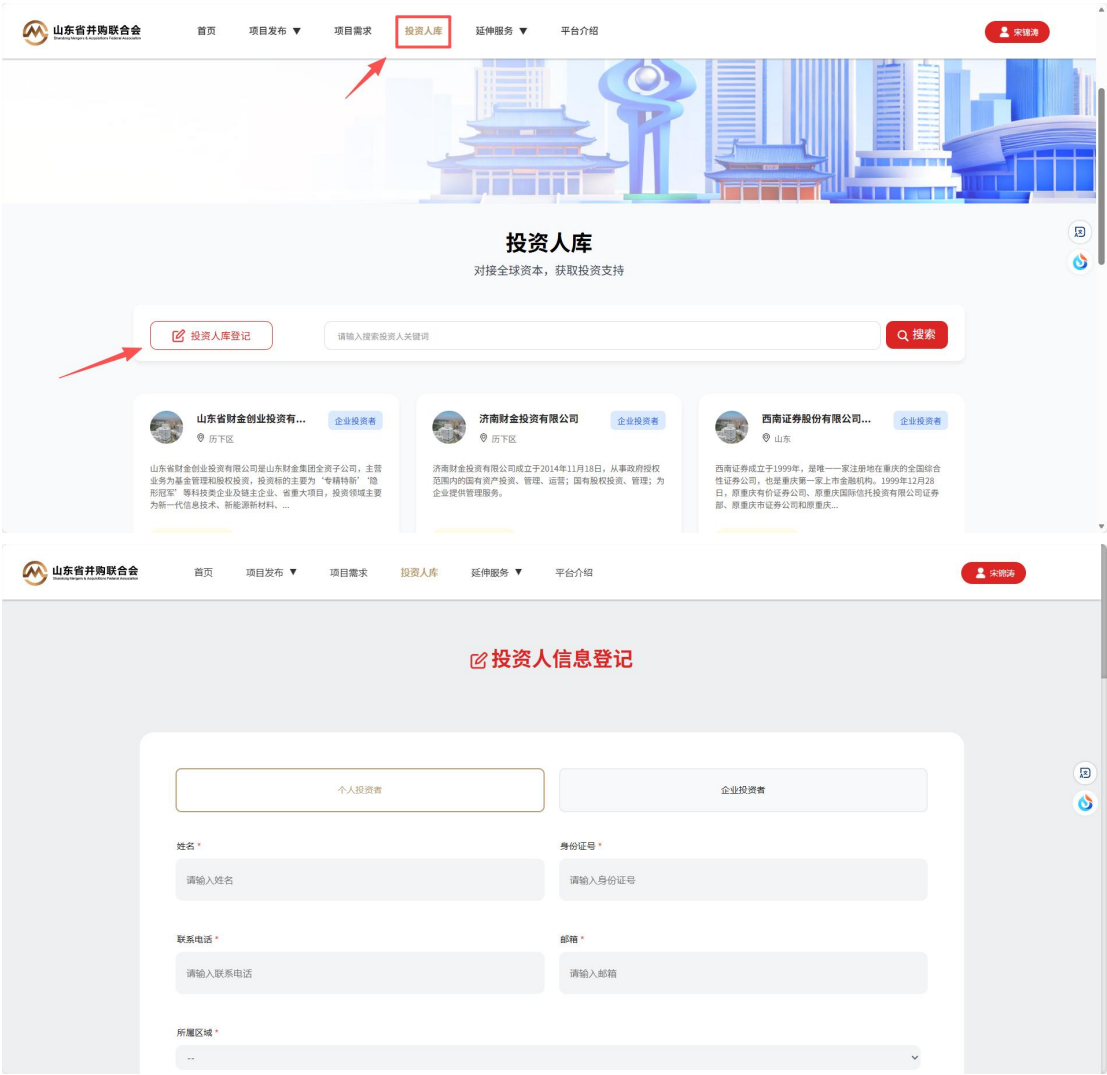 山东省并购联合会
Shandong Mergers & Acquisitions Federal Association
首页 项目发布 ▼ 项目需求 投资人库 延伸服务 ▼ 平台介绍
宋锦涛
投资人库
对接全球资本，获取投资支持
投资人库登记
请输入搜索投资人关键词
搜索
山东省财金创业投资有...
企业投资者
历下区
山东省财金创业投资有限公司是山东财金集团全资子公司，主营
业务为基金管理和股权投资，投资标的主要为‘专精特新’‘隐
形冠军’等科技类企业及链主企业、省重大项目，投资领域主要
为新一代信息技术、新能源新材料、...
济南财金投资有限公司
企业投资者
历下区
济南财金投资有限公司成立于2014年11月18日，从事政府授权
范围内的国有资产投资、管理、运营；国有股权投资、管理；为
企业提供管理服务。
西南证券股份有限公司...
企业投资者
山东
西南证券成立于1999年，是唯一一家注册地在重庆的全国综合
性证券公司，也是重庆第一家上市金融机构。1999年12月28
日，原重庆有价证券公司、原重庆国际信托投资有限公司证券
部、原重庆市证券公司和原重庆...
山东省并购联合会
Shandong Mergers & Acquisitions Federal Association
首页 项目发布 ▼ 项目需求 投资人库 延伸服务 ▼ 平台介绍
宋锦涛
投资人信息登记
个人投资者
企业投资者
姓名 *
身份证号 *
请输入姓名
请输入身份证号
联系电话 *
邮箱 *
请输入联系电话
请输入邮箱
所属区域 *
--